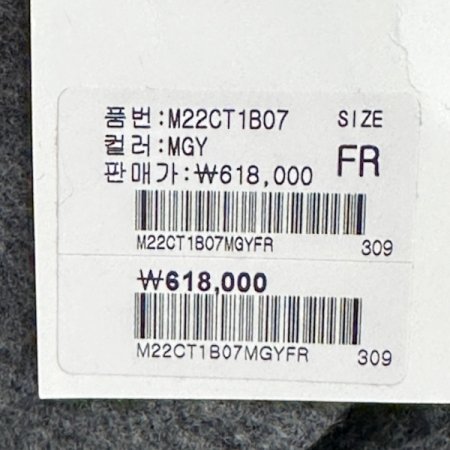 품번:M22CT1B07 SIZE
컬러:MGY FR
판매가:₩618,000
M22CT1B07MGYFR 309
₩618,000
M22CT1B07MGYFR 309